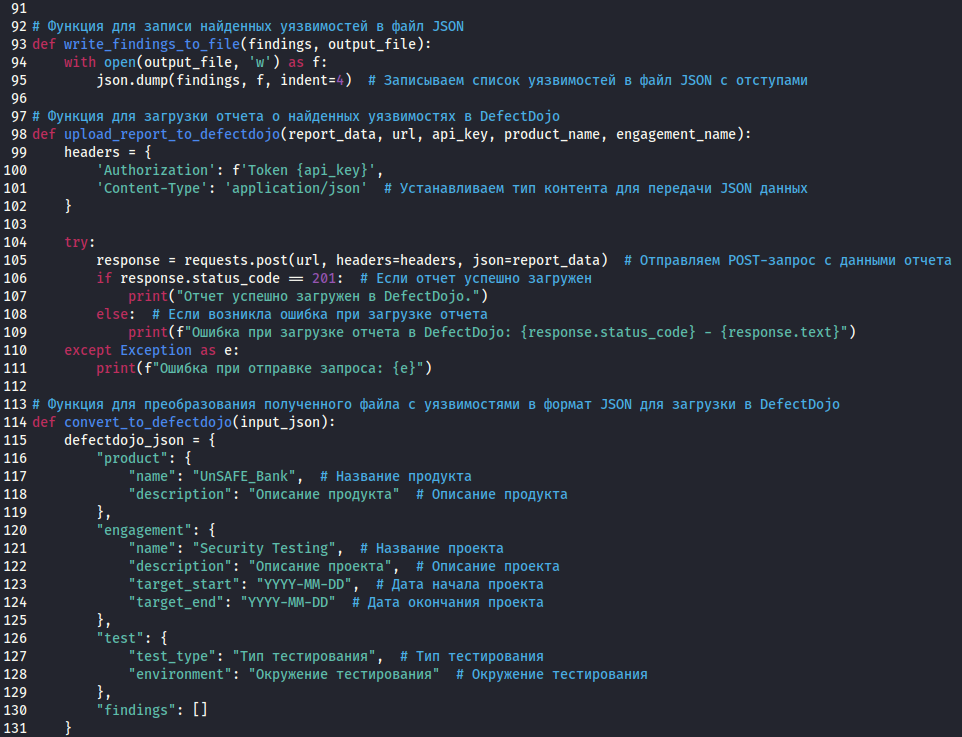 91
92 # Функция для записи найденных уязвимостей в файл JSON
93 def write_findings_to_file(findings, output_file):
94     with open(output_file, 'w') as f:
95         json.dump(findings, f, indent=4)  # Записываем список уязвимостей в файл JSON с отступами
96
97 # Функция для загрузки отчета о найденных уязвимостях в DefectDojo
98 def upload_report_to_defectdojo(report_data, url, api_key, product_name, engagement_name):
99     headers = {
100         'Authorization': f'Token {api_key}',
101         'Content-Type': 'application/json'  # Устанавливаем тип контента для передачи JSON данных
102     }
103
104     try:
105         response = requests.post(url, headers=headers, json=report_data)  # Отправляем POST-запрос с данными отчета
106         if response.status_code == 201:  # Если отчет успешно загружен
107             print("Отчет успешно загружен в DefectDojo.")
108         else:  # Если возникла ошибка при загрузке отчета
109             print(f"Ошибка при загрузке отчета в DefectDojo: {response.status_code} - {response.text}")
110     except Exception as e:
111         print(f"Ошибка при отправке запроса: {e}")
112
113 # Функция для преобразования полученного файла с уязвимостями в формат JSON для загрузки в DefectDojo
114 def convert_to_defectdojo(input_json):
115     defectdojo_json = {
116         "product": {
117             "name": "UnSAFE_Bank",  # Название продукта
118             "description": "Описание продукта"  # Описание продукта
119         },
120         "engagement": {
121             "name": "Security Testing",  # Название проекта
122             "description": "Описание проекта",  # Описание проекта
123             "target_start": "YYYY-MM-DD",  # Дата начала проекта
124             "target_end": "YYYY-MM-DD"  # Дата окончания проекта
125         },
126         "test": {
127             "test_type": "Тип тестирования",  # Тип тестирования
128             "environment": "Окружение тестирования"  # Окружение тестирования
129         },
130         "findings": []
131     }